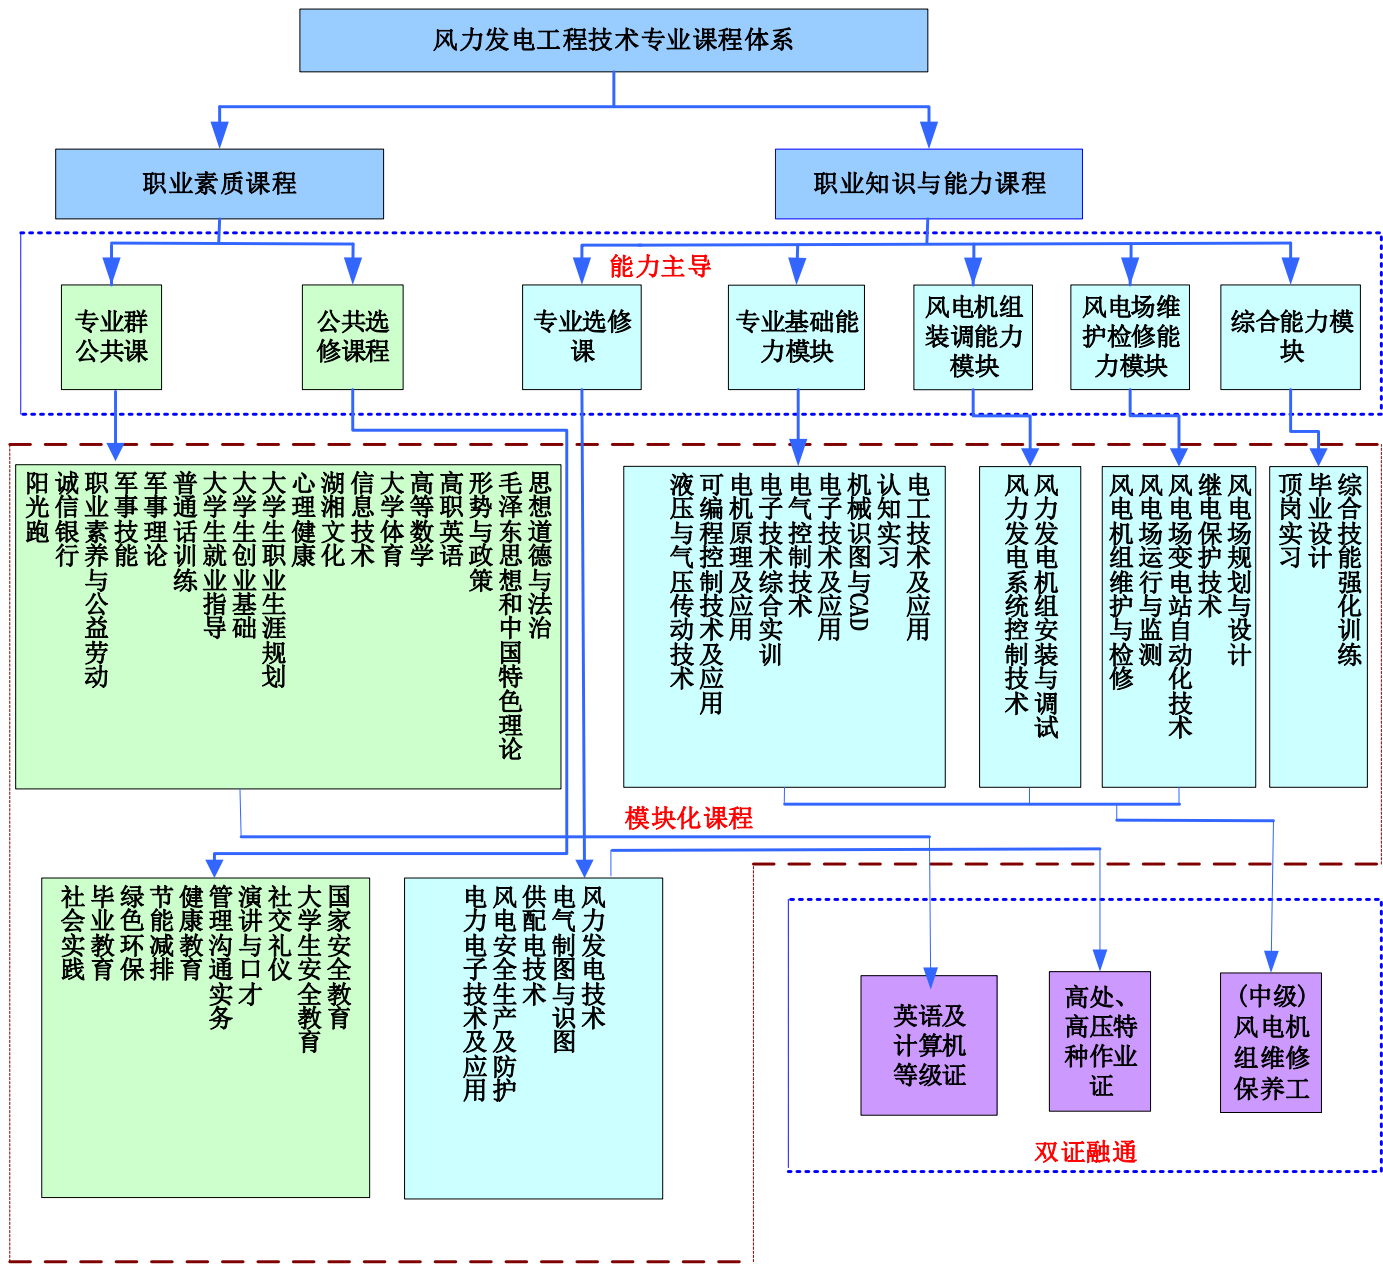 风力发电工程技术专业课程体系
职业素质课程
职业知识与能力课程
能力主导
专业群
公共课
公共选
修课程
专业选修
课
专业基础能
力模块
风电机组
装调能力
模块
风电场维
护检修能
力模块
综合能力模
块
思想道德与法治
毛泽东思想和中国特色理论
形势与政策
高职英语
高等数学
大学体育
信息技术
湖湘文化
心理健康
大学生职业生涯规划
大学生创业基础
大学生就业指导
普通话训练
军事理论
军事技能
职业素养与公益劳动
诚信银行
阳光跑
电工技术及应用
认知实习
机械识图与CAD
电子技术及应用
电气控制技术
电子技术综合实训
电机原理及应用
可编程控制技术及应用
液压与气压传动技术
风力发电机组安装与调试
风力发电系统控制技术
风电场规划与设计
继电保护技术
风电场变电站自动化技术
风电场运行与监测
风电机组维护与检修
综合技能强化训练
毕业设计
顶岗实习
模块化课程
国家安全教育
大学生安全教育
社交礼仪
演讲与口才
管理沟通实务
健康教育
节能减排
绿色环保
毕业教育
社会实践
风力发电技术
电气制图与识图
供配电技术
风电安全生产及防护
电力电子技术及应用
英语及
计算机
等级证
高处、
高压特
种作业
证
(中级)
风电机
组维修
保养工
双证融通